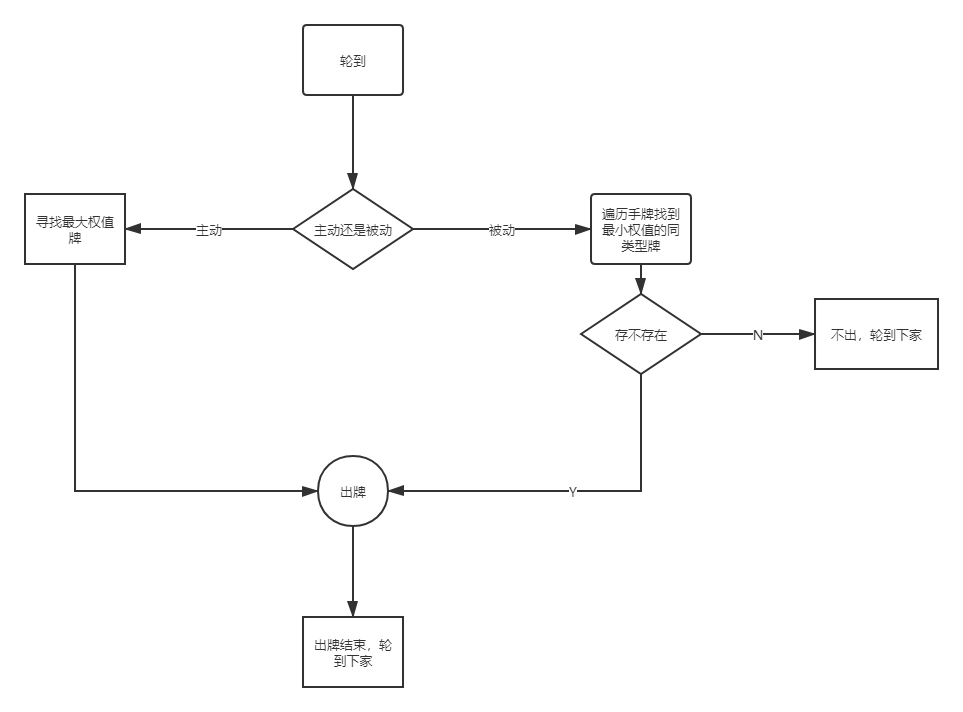 轮到
寻找最大权值
牌
主动
主动还是被动
被动
遍历手牌找到
最小权值的同
类型牌
存不存在
N
不出，轮到下家
出牌
Y
出牌结束，轮
到下家